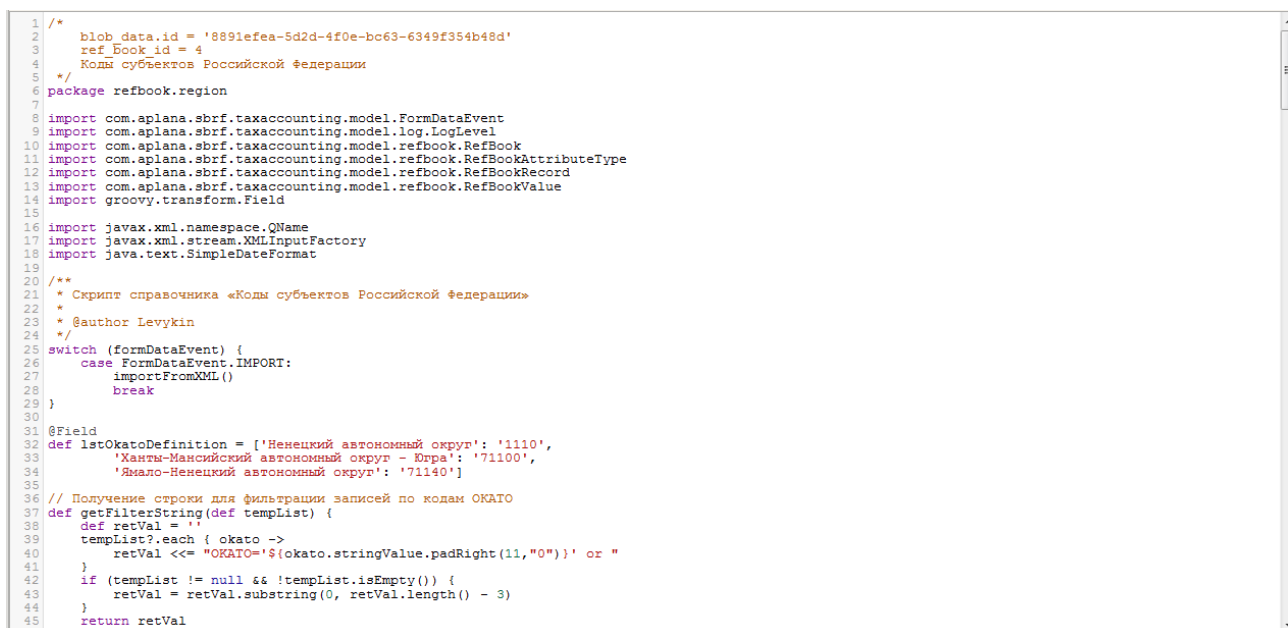 1 /*
2     blob_data.id = '8891efea-5d2d-4f0e-bc63-6349f354b48d'
3     ref_book_id = 4
4     Коды субъектов Российской Федерации
5  */
6 package refbook.region
7
8 import com.aplana.sbrf.taxaccounting.model.FormDataEvent
9 import com.aplana.sbrf.taxaccounting.model.log.LogLevel
10 import com.aplana.sbrf.taxaccounting.model.refbook.RefBook
11 import com.aplana.sbrf.taxaccounting.model.refbook.RefBookAttributeType
12 import com.aplana.sbrf.taxaccounting.model.refbook.RefBookRecord
13 import com.aplana.sbrf.taxaccounting.model.refbook.RefBookValue
14 import groovy.transform.Field
15
16 import javax.xml.namespace.QName
17 import javax.xml.stream.XMLInputFactory
18 import java.text.SimpleDateFormat
19
20 /**
21  * Скрипт справочника «Коды субъектов Российской Федерации»
22  *
23  * @author Levykin
24  */
25 switch (formDataEvent) {
26     case FormDataEvent.IMPORT:
27         importFromXML()
28         break
29 }
30
31 @Field
32 def lstOkatoDefinition = ['Ненецкий автономный округ': '1110',
33         'Ханты-Мансийский автономный округ - Югра': '71100',
34         'Ямало-Ненецкий автономный округ': '71140']
35
36 // Получение строки для фильтрации записей по кодам ОКАТО
37 def getFilterString(def tempList) {
38     def retVal = ''
39     tempList?.each { okato ->
40         retVal <<= "OKATO='${okato.stringValue.padRight(11,"0")}' or "
41     }
42     if (tempList != null && !tempList.isEmpty()) {
43         retVal = retVal.substring(0, retVal.length() - 3)
44     }
45     return retVal